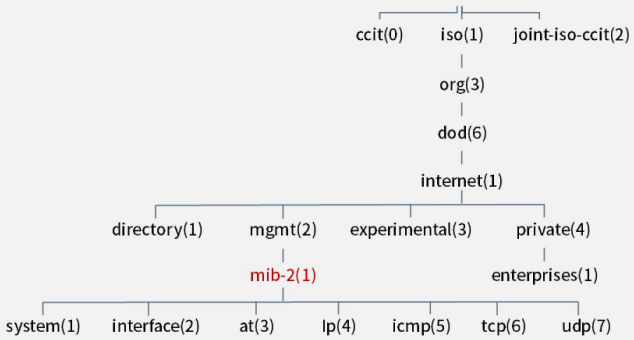 ccit(0) iso(1) joint-iso-ccit(2)
org(3)
dod(6)
internet(1)
directory(1) mgmt(2) experimental(3) private(4)
mib-2(1) enterprises(1)
system(1) interface(2) at(3) lp(4) icmp(5) tcp(6) udp(7)